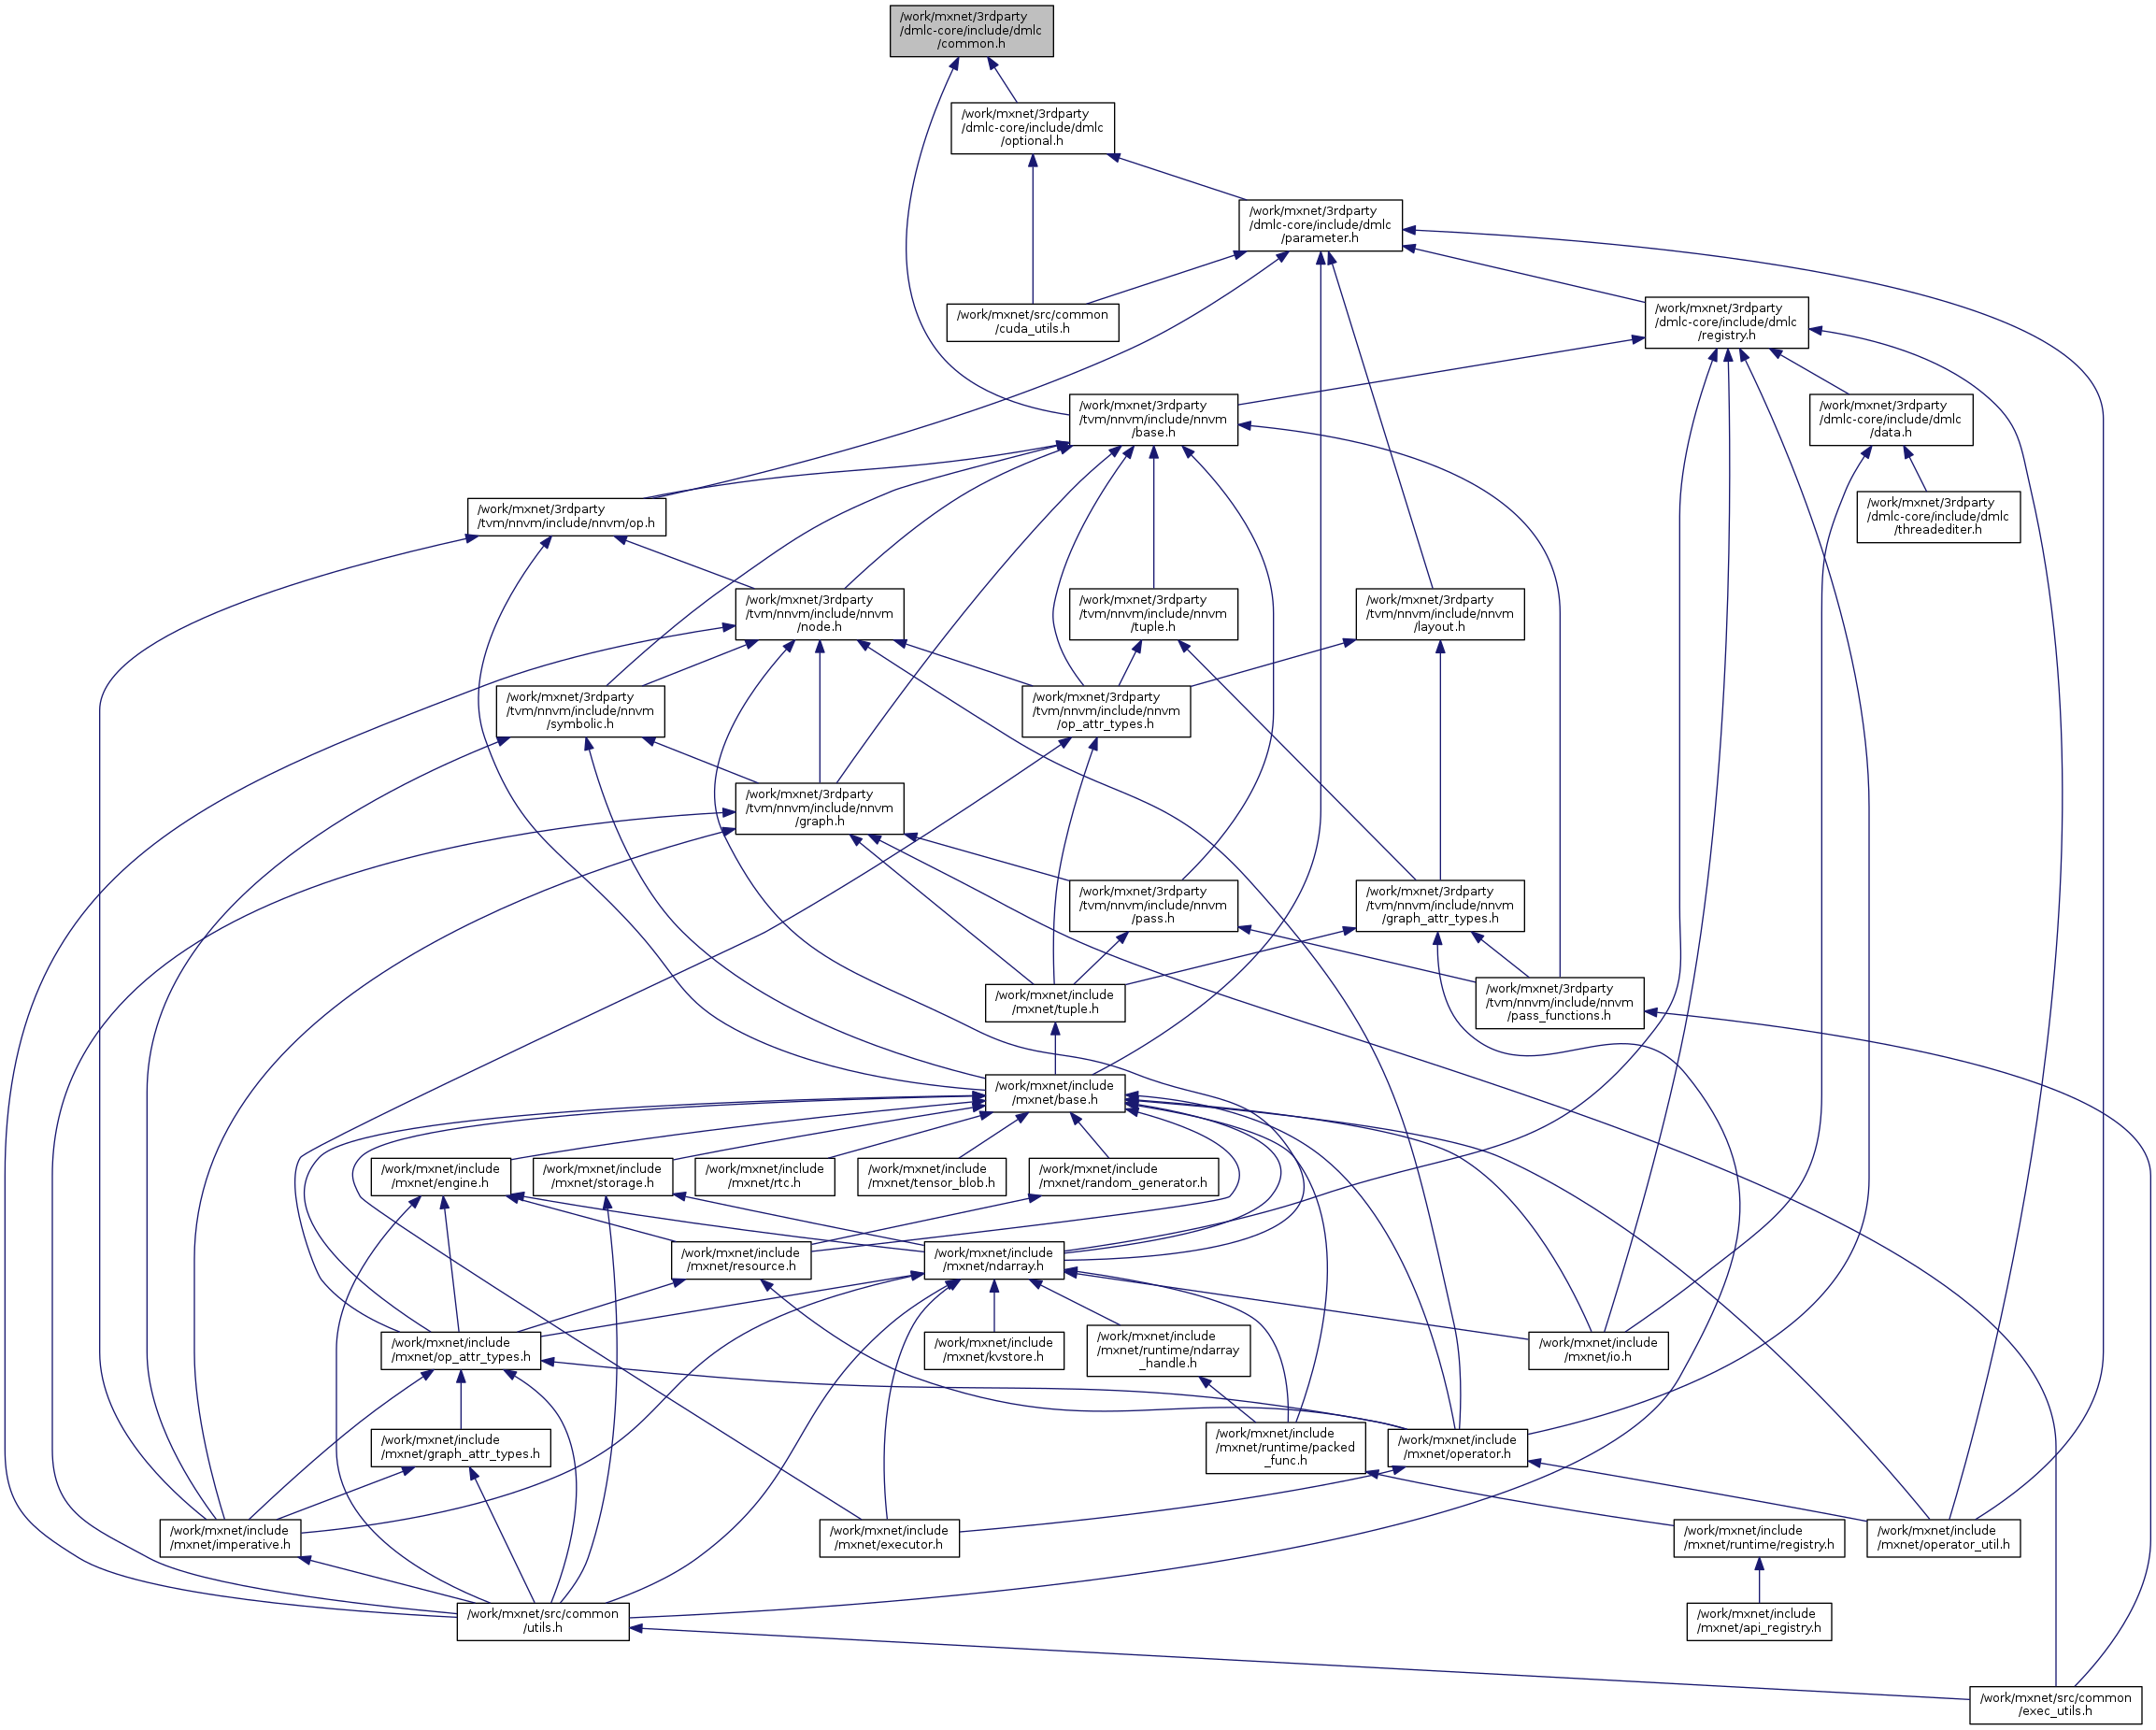 /work/mxnet/3rdparty
/dmlc-core/include/dmlc
/common.h
/work/mxnet/3rdparty
/dmlc-core/include/dmlc
/optional.h
/work/mxnet/3rdparty
/dmlc-core/include/dmlc
/parameter.h
/work/mxnet/src/common
/cuda_utils.h
/work/mxnet/3rdparty
/dmlc-core/include/dmlc
/registry.h
/work/mxnet/3rdparty
/tvm/nnvm/include/nnvm
/base.h
/work/mxnet/3rdparty
/dmlc-core/include/dmlc
/data.h
/work/mxnet/3rdparty
/tvm/nnvm/include/nnvm/op.h
/work/mxnet/3rdparty
/dmlc-core/include/dmlc
/threadediter.h
/work/mxnet/3rdparty
/tvm/nnvm/include/nnvm
/node.h
/work/mxnet/3rdparty
/tvm/nnvm/include/nnvm
/tuple.h
/work/mxnet/3rdparty
/tvm/nnvm/include/nnvm
/layout.h
/work/mxnet/3rdparty
/tvm/nnvm/include/nnvm
/symbolic.h
/work/mxnet/3rdparty
/tvm/nnvm/include/nnvm
/op_attr_types.h
/work/mxnet/3rdparty
/tvm/nnvm/include/nnvm
/graph.h
/work/mxnet/3rdparty
/tvm/nnvm/include/nnvm
/pass.h
/work/mxnet/3rdparty
/tvm/nnvm/include/nnvm
/graph_attr_types.h
/work/mxnet/include
/mxnet/tuple.h
/work/mxnet/3rdparty
/tvm/nnvm/include/nnvm
/pass_functions.h
/work/mxnet/include
/mxnet/base.h
/work/mxnet/include
/mxnet/engine.h
/work/mxnet/include
/mxnet/storage.h
/work/mxnet/include
/mxnet/rtc.h
/work/mxnet/include
/mxnet/tensor_blob.h
/work/mxnet/include
/mxnet/random_generator.h
/work/mxnet/include
/mxnet/resource.h
/work/mxnet/include
/mxnet/ndarray.h
/work/mxnet/include
/mxnet/op_attr_types.h
/work/mxnet/include
/mxnet/kvstore.h
/work/mxnet/include
/mxnet/runtime/ndarray
_handle.h
/work/mxnet/include
/mxnet/io.h
/work/mxnet/include
/mxnet/graph_attr_types.h
/work/mxnet/include
/mxnet/runtime/packed
_func.h
/work/mxnet/include
/mxnet/operator.h
/work/mxnet/include
/mxnet/imperative.h
/work/mxnet/include
/mxnet/executor.h
/work/mxnet/include
/mxnet/runtime/registry.h
/work/mxnet/include
/mxnet/operator_util.h
/work/mxnet/src/common
/utils.h
/work/mxnet/include
/mxnet/api_registry.h
/work/mxnet/src/common
/exec_utils.h